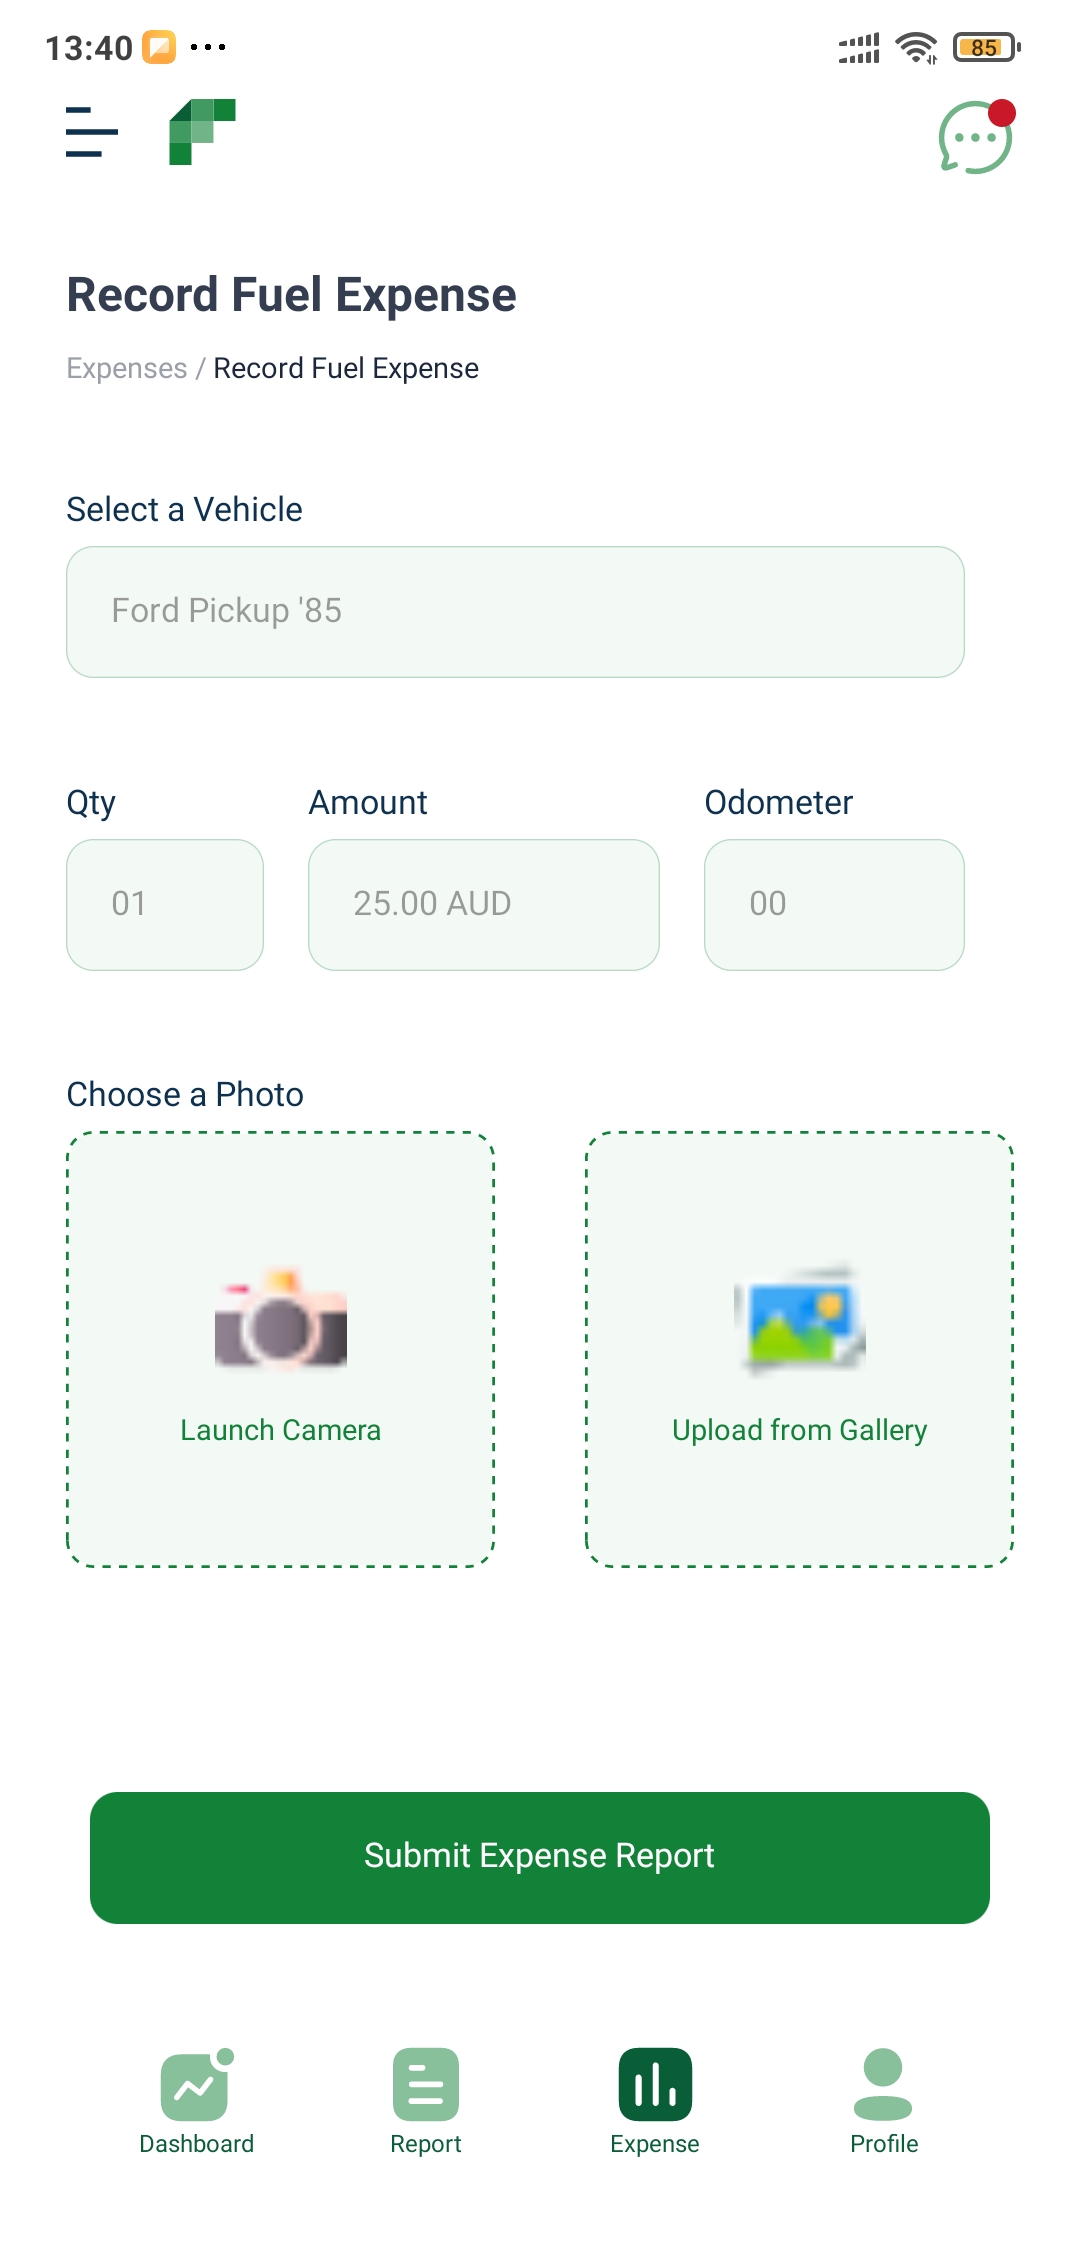 13:40
85
Record Fuel Expense
Expenses / Record Fuel Expense
Select a Vehicle
Ford Pickup '85
Qty Amount Odometer
01 25.00 AUD 00
Choose a Photo
Launch Camera Upload from Gallery
Submit Expense Report
Dashboard Report Expense Profile